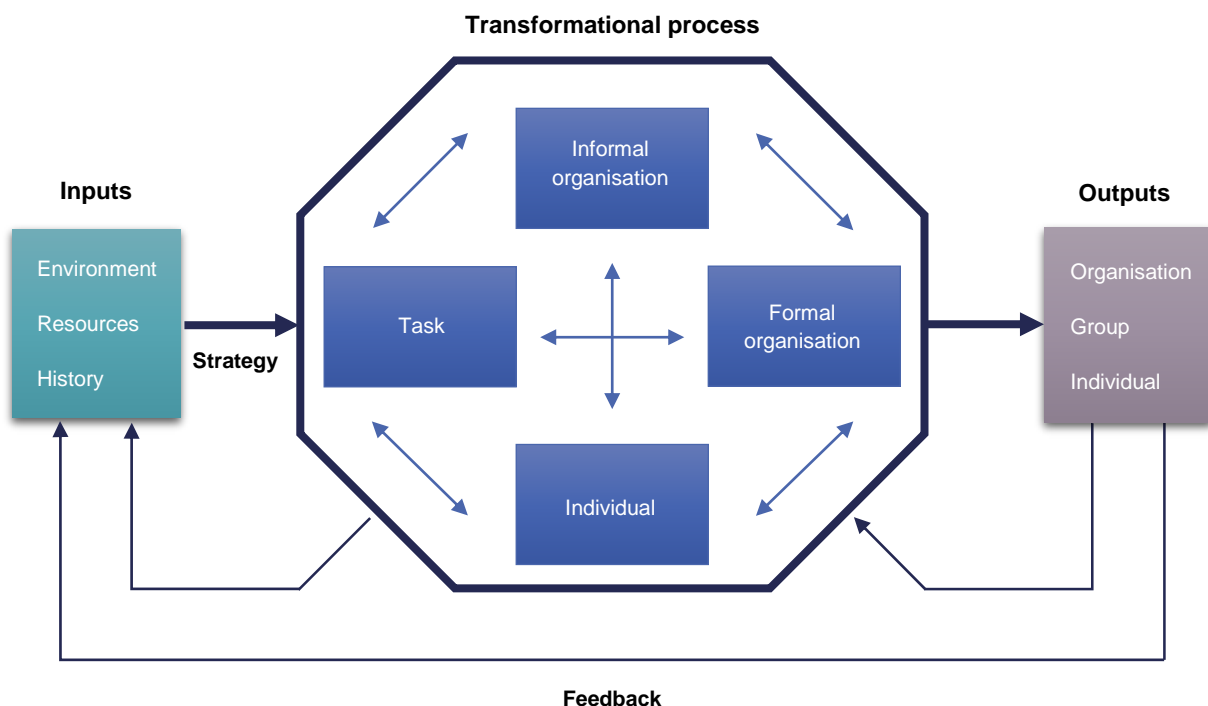 Transformational process
Inputs
Environment
Resources
History
Strategy
Informal
organisation
Task
Formal
organisation
Individual
Outputs
Organisation
Group
Individual
Feedback